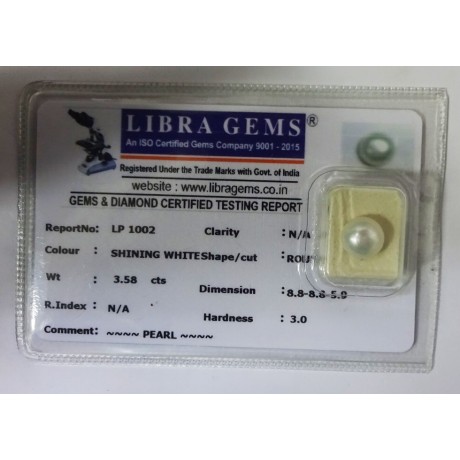 LIBRA GEMS ®
An ISO Certified Gems Company 9001 - 2015
Registered Under the Trade Marks with Govt. of India
website : www.libragems.co.in
GEMS & DIAMOND CERTIFIED TESTING REPORT
ReportNo: LP 1002 Clarity : N/A
Colour : SHINING WHITE Shape/cut :
Wt 3.58 cts Dimension : 8.8-8.8-5.9
R.Index : N/A Hardness : 3.0
Comment: ~~~~ PEARL ~~~~